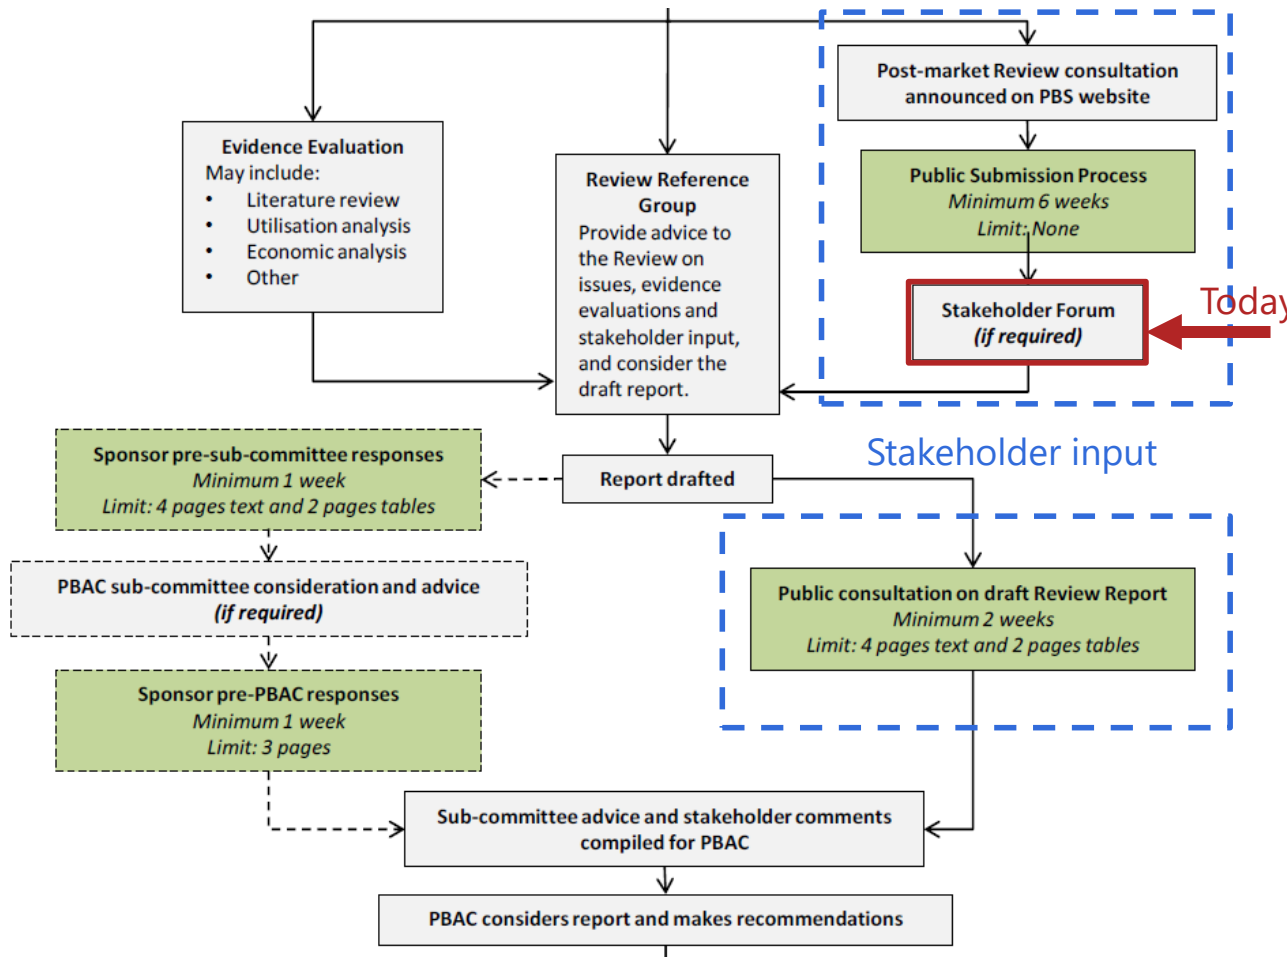 Post-market Review consultation
announced on PBS website
Evidence Evaluation
May include:
• Literature review
• Utilisation analysis
• Economic analysis
• Other
Review Reference
Group
Provide advice to
the Review on
issues, evidence
evaluations and
stakeholder input,
and consider the
draft report.
Public Submission Process
Minimum 6 weeks
Limit: None
Stakeholder Forum
(if required)
Today
Stakeholder input
Sponsor pre-sub-committee responses
Minimum 1 week
Limit: 4 pages text and 2 pages tables
Report drafted
PBAC sub-committee consideration and advice
(if required)
Public consultation on draft Review Report
Minimum 2 weeks
Limit: 4 pages text and 2 pages tables
Sponsor pre-PBAC responses
Minimum 1 week
Limit: 3 pages
Sub-committee advice and stakeholder comments
compiled for PBAC
PBAC considers report and makes recommendations